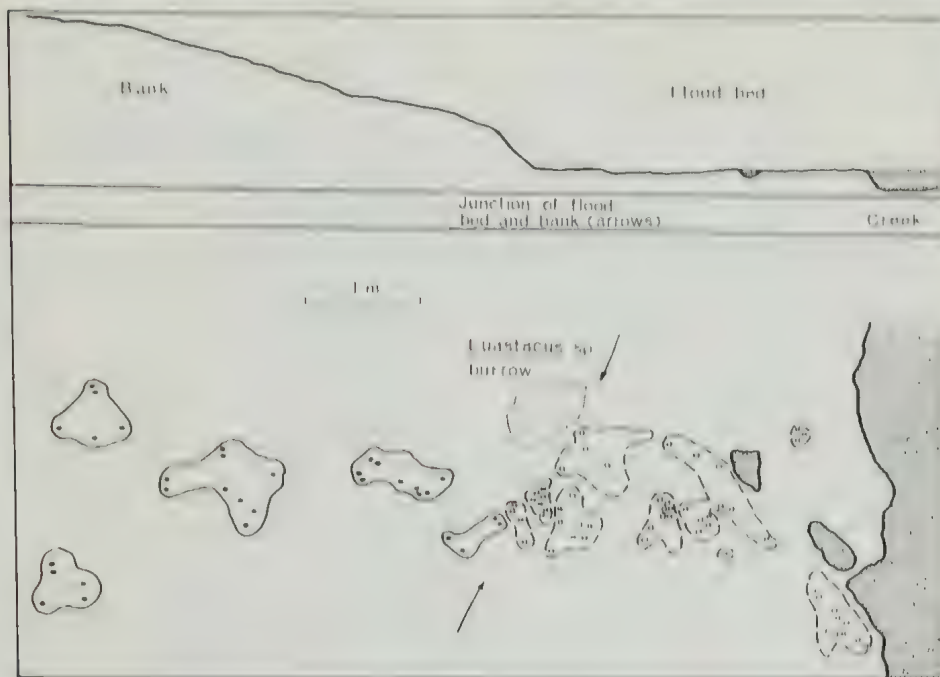 Bank
Flood bed
Junction of flood
bed and bank (arrows)
Creek
1 m
Euastacus sp
burrow